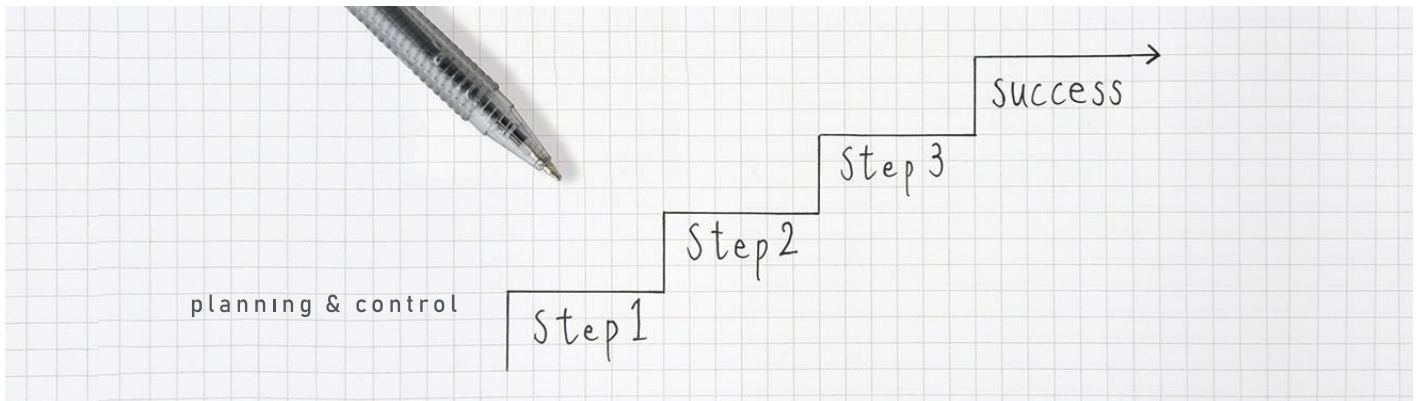 success
Step 3
Step 2
planning & control
Step 1